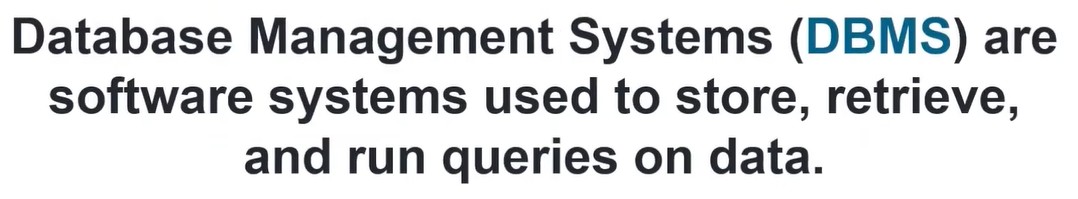 Database Management Systems (DBMS) are
software systems used to store, retrieve,
and run queries on data.